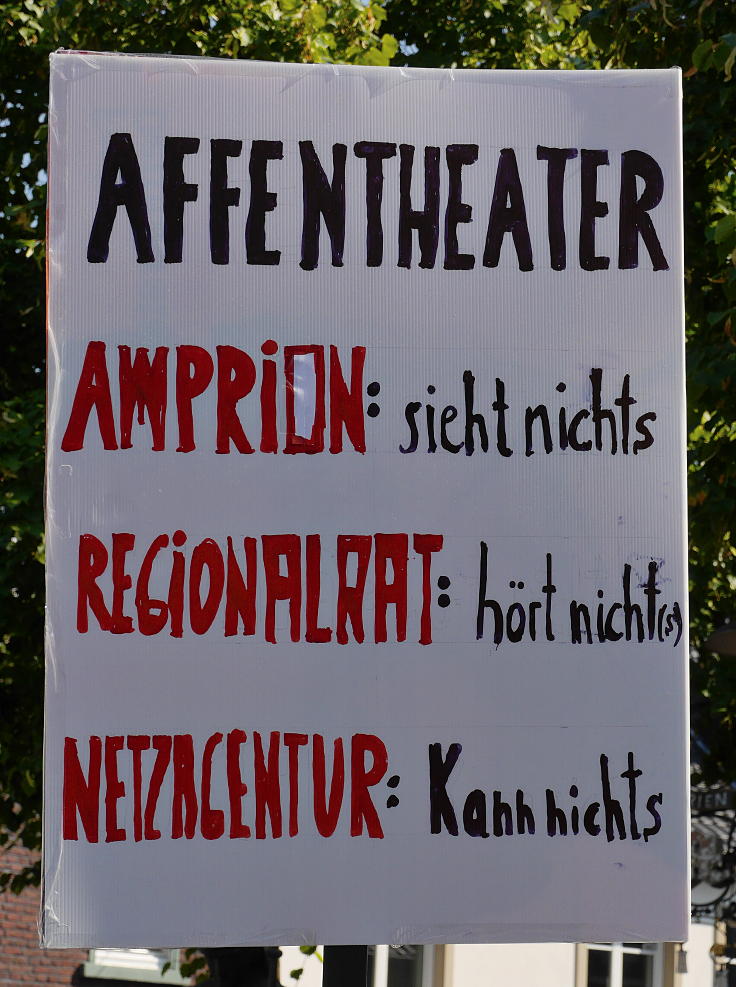 AFFENTHEATER
AMPRiON: sieht nichts
REGiONALRAT: hört nicht(s)
NETZAGENTUR: Kann nichts